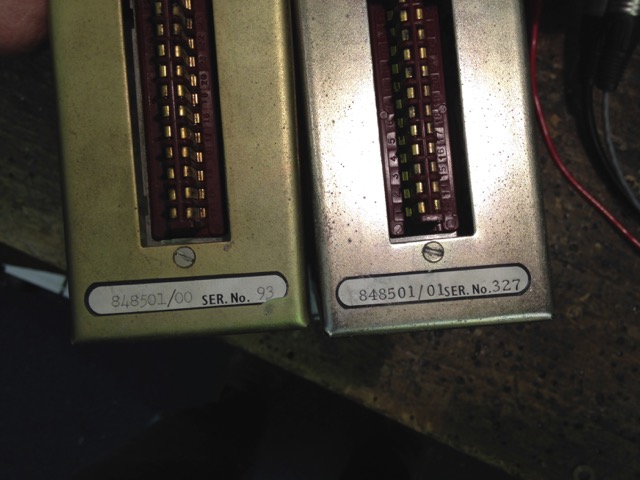 848501/00 SER. No. 93
848501/01 SER. No. 327